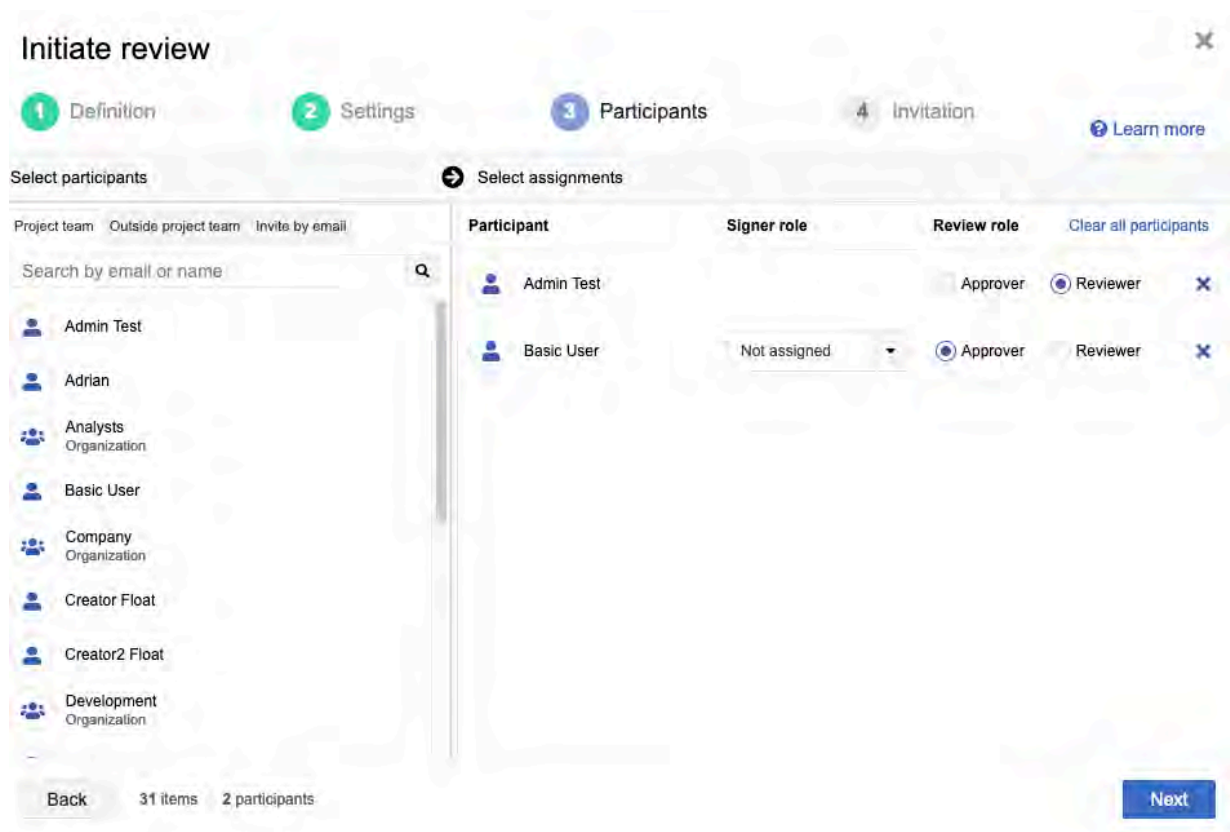 Initiate review
1 Definition 2 Settings 3 Participants 4 Invitation
Learn more
Select participants
Select assignments
Project team Outside project team Invite by email
Search by email or name
Admin Test
Adrian
Analysts
Organization
Basic User
Company
Organization
Creator Float
Creator2 Float
Development
Organization
Participant Signer role Review role Clear all participants
Admin Test Approver Reviewer
Basic User Not assigned Approver Reviewer
Back 31 items 2 participants
Next